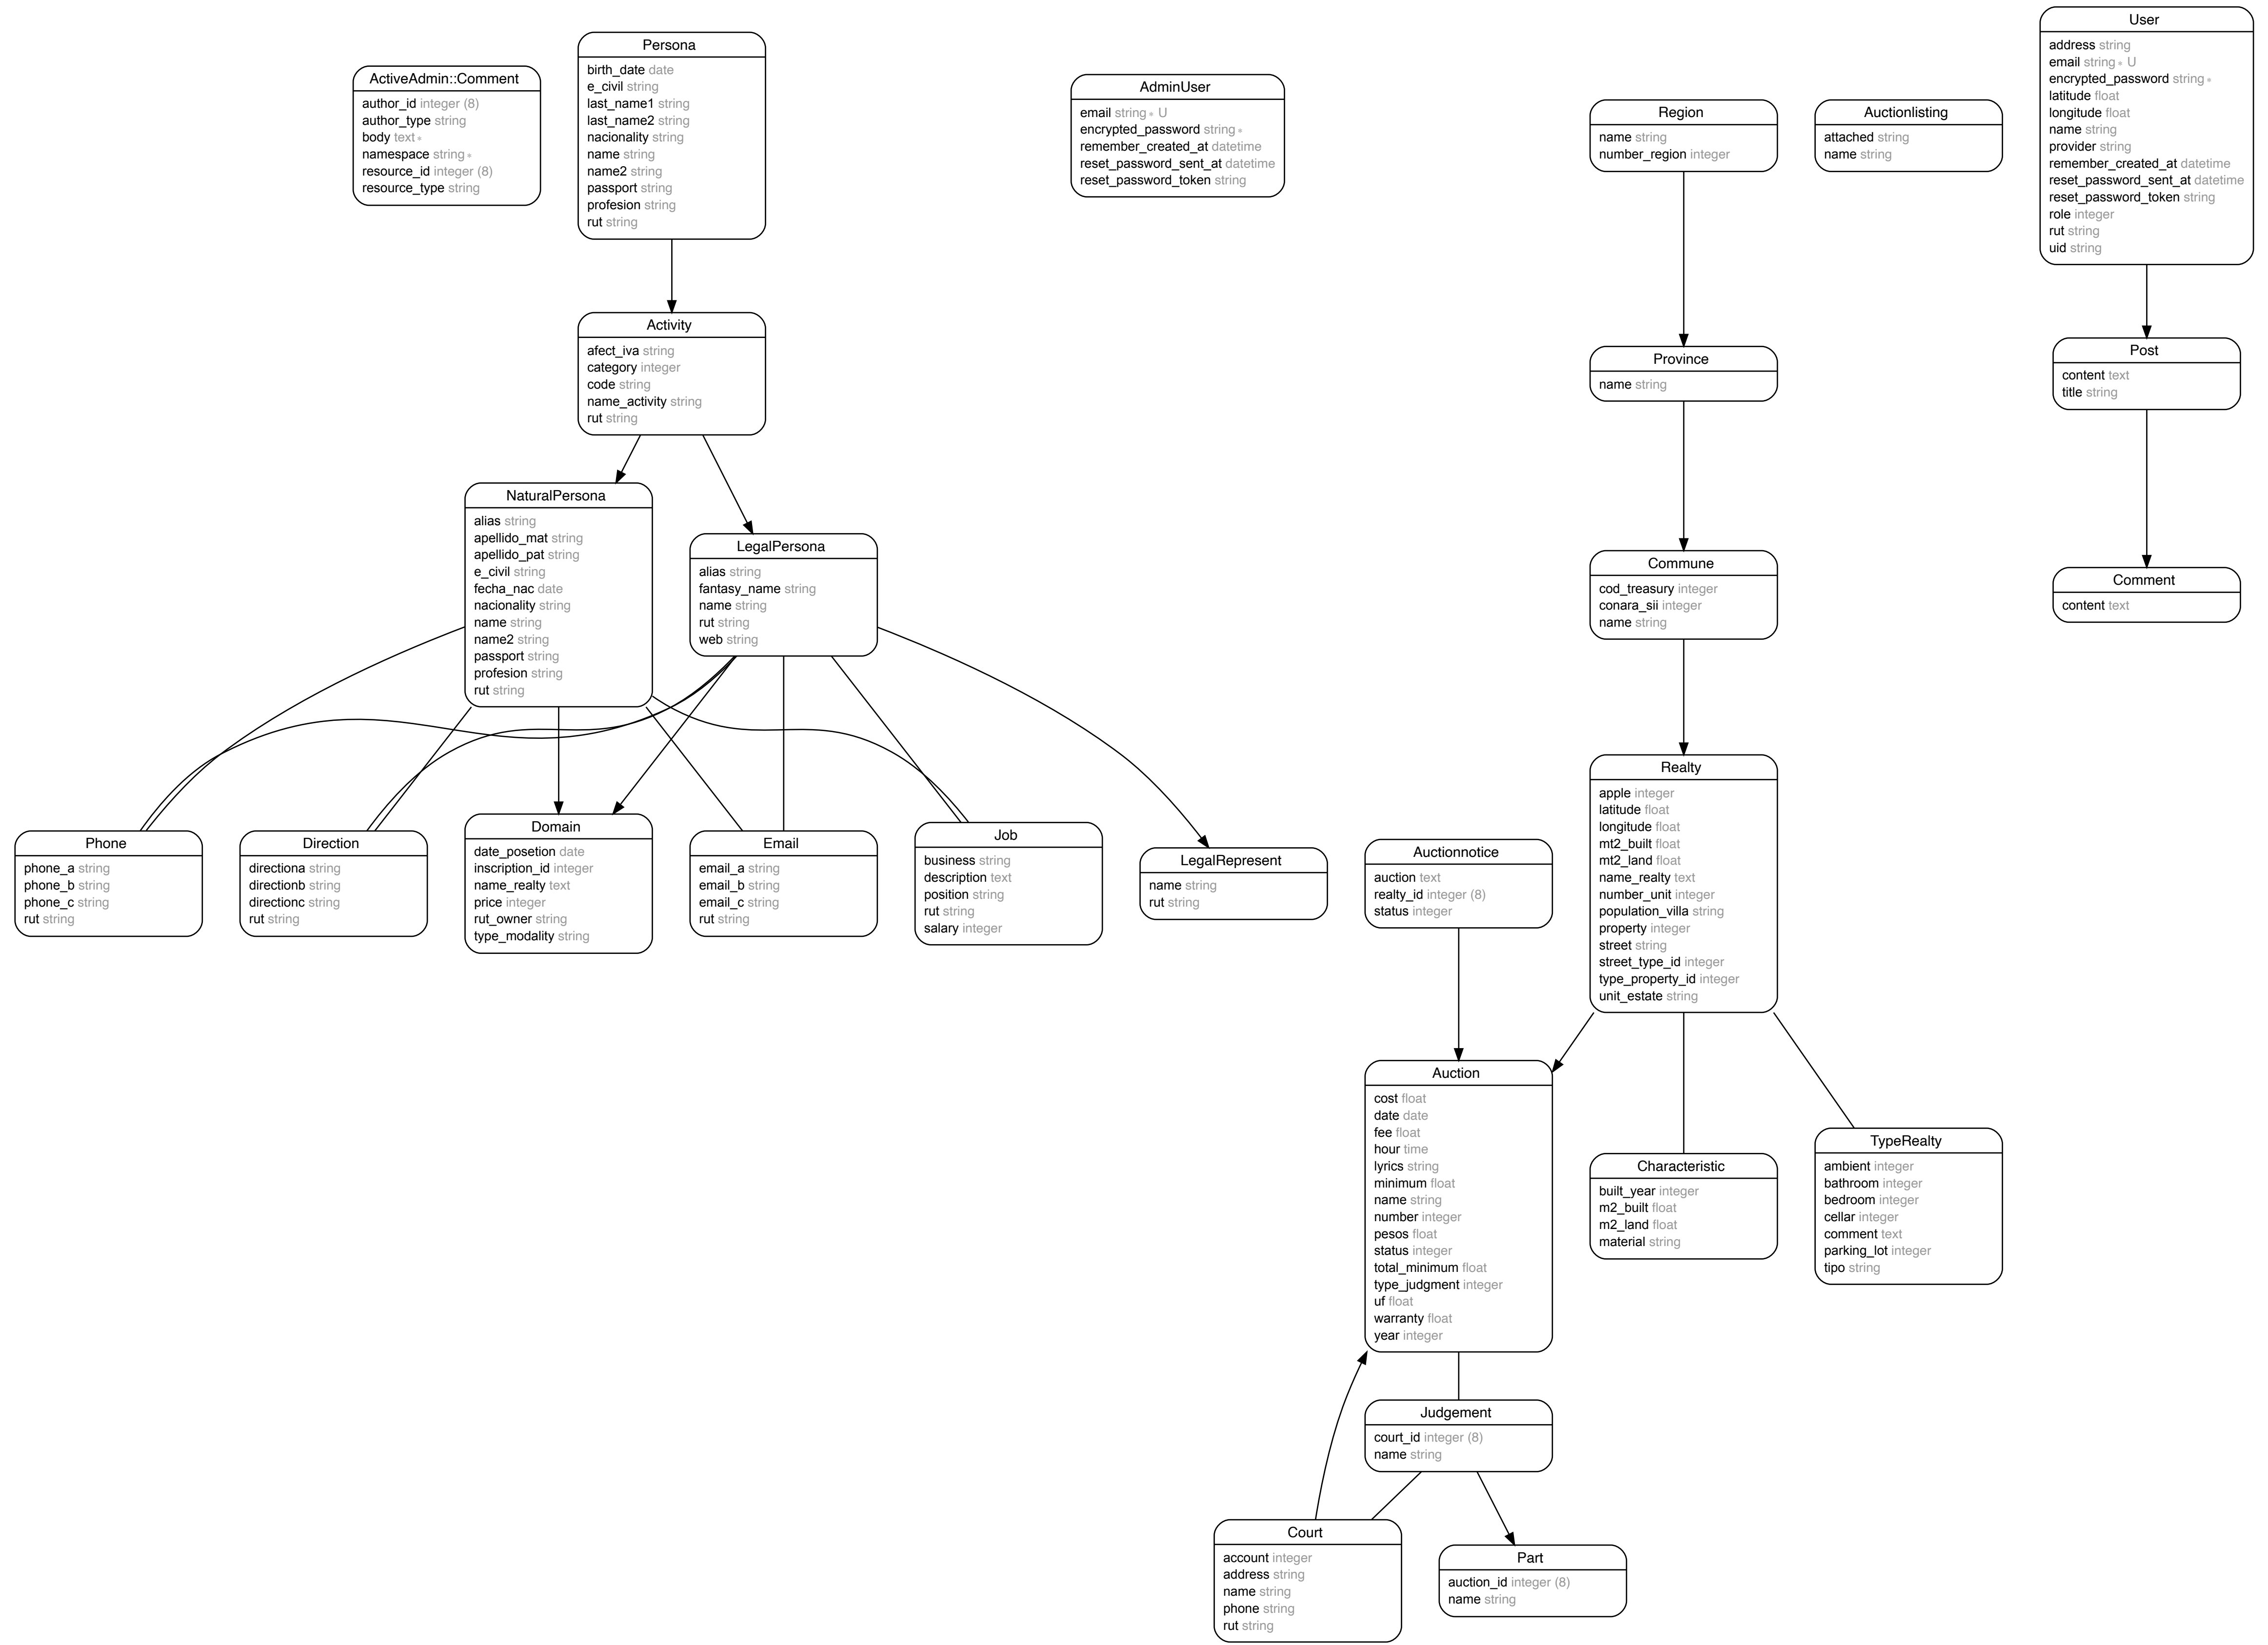 ActiveAdmin::Comment
author_id integer (8)
author_type string
body text *
namespace string *
resource_id integer (8)
resource_type string
Persona
birth_date date
e_civil string
last_name1 string
last_name2 string
nacionality string
name string
name2 string
passport string
profesion string
rut string
AdminUser
email string * U
encrypted_password string *
remember_created_at datetime
reset_password_sent_at datetime
reset_password_token string
Region
name string
number_region integer
Auctionlisting
attached string
name string
User
address string
email string * U
encrypted_password string *
latitude float
longitude float
name string
provider string
remember_created_at datetime
reset_password_sent_at datetime
reset_password_token string
role integer
rut string
uid string
Activity
afect_iva string
category integer
code string
name_activity string
rut string
Province
name string
Post
content text
title string
NaturalPersona
alias string
apellido_mat string
apellido_pat string
e_civil string
fecha_nac date
nacionality string
name string
name2 string
passport string
profesion string
rut string
LegalPersona
alias string
fantasy_name string
name string
rut string
web string
Commune
cod_treasury integer
conara_sii integer
name string
Comment
content text
Phone
phone_a string
phone_b string
phone_c string
rut string
Direction
directiona string
directionb string
directionc string
rut string
Domain
date_posetion date
inscription_id integer
name_realty text
price integer
rut_owner string
type_modality string
Email
email_a string
email_b string
email_c string
rut string
Job
business string
description text
position string
rut string
salary integer
LegalRepresent
name string
rut string
Auctionnotice
auction text
realty_id integer (8)
status integer
Realty
apple integer
latitude float
longitude float
mt2_built float
mt2_land float
name_realty text
number_unit integer
population_villa string
property integer
street string
street_type_id integer
type_property_id integer
unit_estate string
Auction
cost float
date date
fee float
hour time
lyrics string
minimum float
name string
number integer
pesos float
status integer
total_minimum float
type_judgment integer
uf float
warranty float
year integer
Characteristic
built_year integer
m2_built float
m2_land float
material string
TypeRealty
ambient integer
bathroom integer
bedroom integer
cellar integer
comment text
parking_lot integer
tipo string
Judgement
court_id integer (8)
name string
Court
account integer
address string
name string
phone string
rut string
Part
auction_id integer (8)
name string